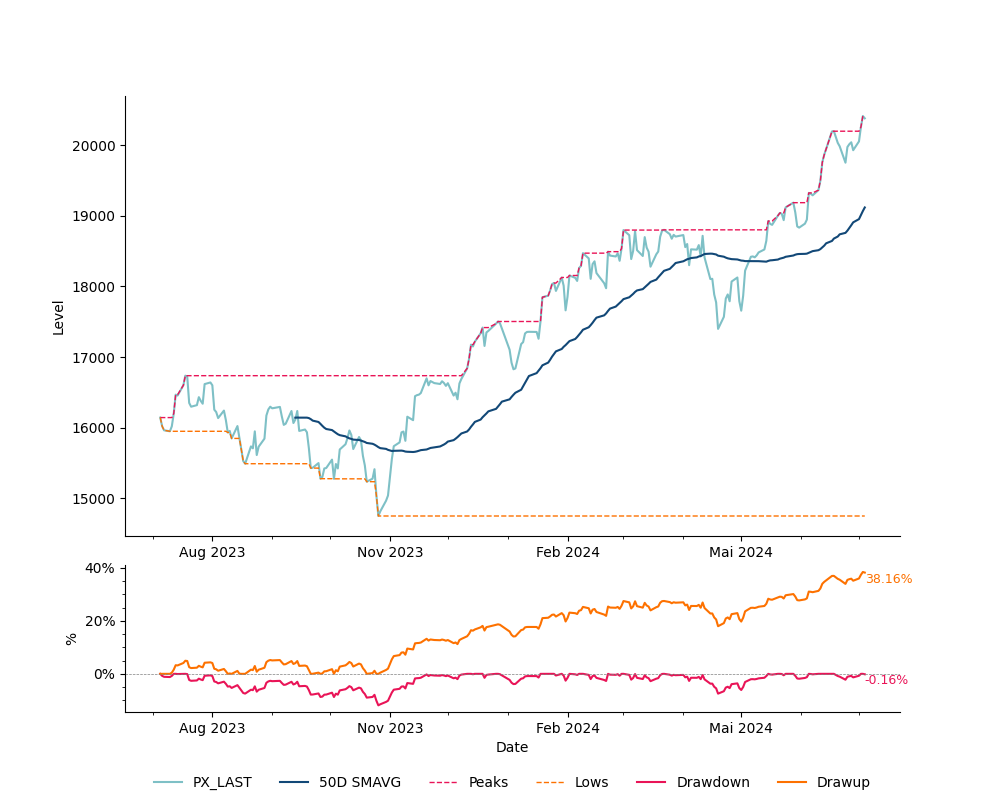 20000
19000
18000
17000
16000
15000
Level
Aug 2023 Nov 2023 Feb 2024 Mai 2024
40%
20%
0%
%
38.16%
-0.16%
Aug 2023 Nov 2023 Feb 2024 Mai 2024
Date
PX_LAST 50D SMAVG Peaks Lows Drawdown Drawup